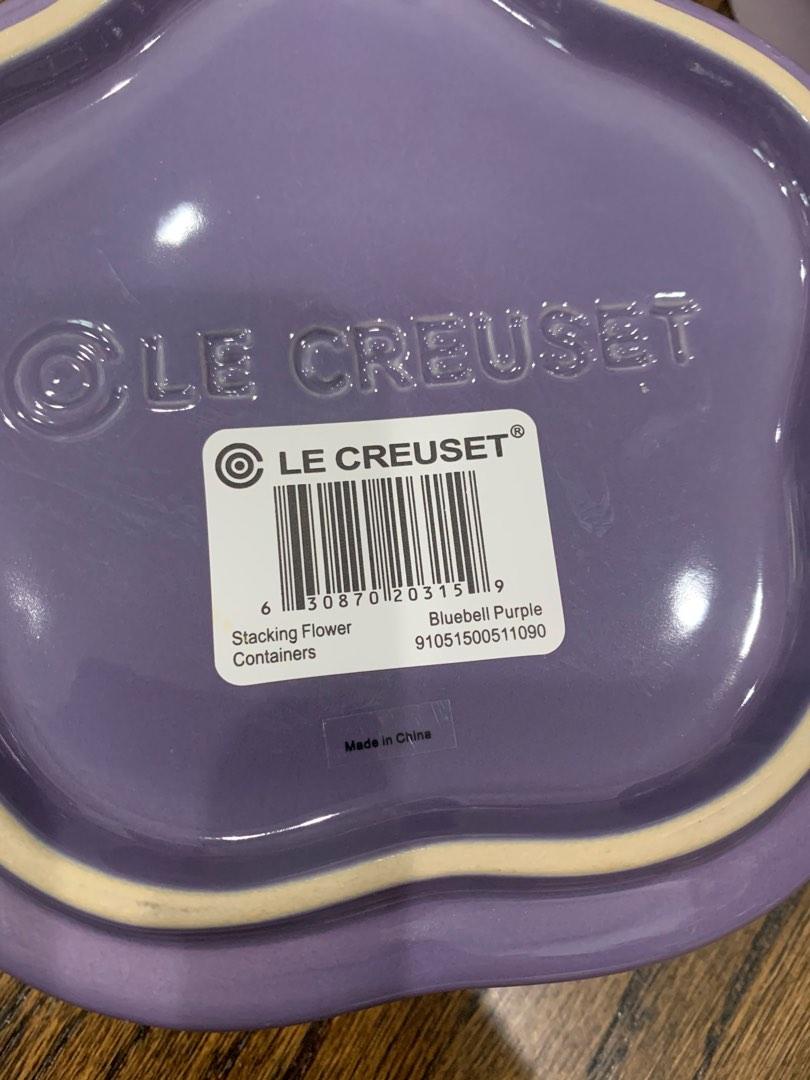 LE CREUSET
LE CREUSET®
6 30870 20315 9
Stacking Flower
Containers
Bluebell Purple
91051500511090
Made in China